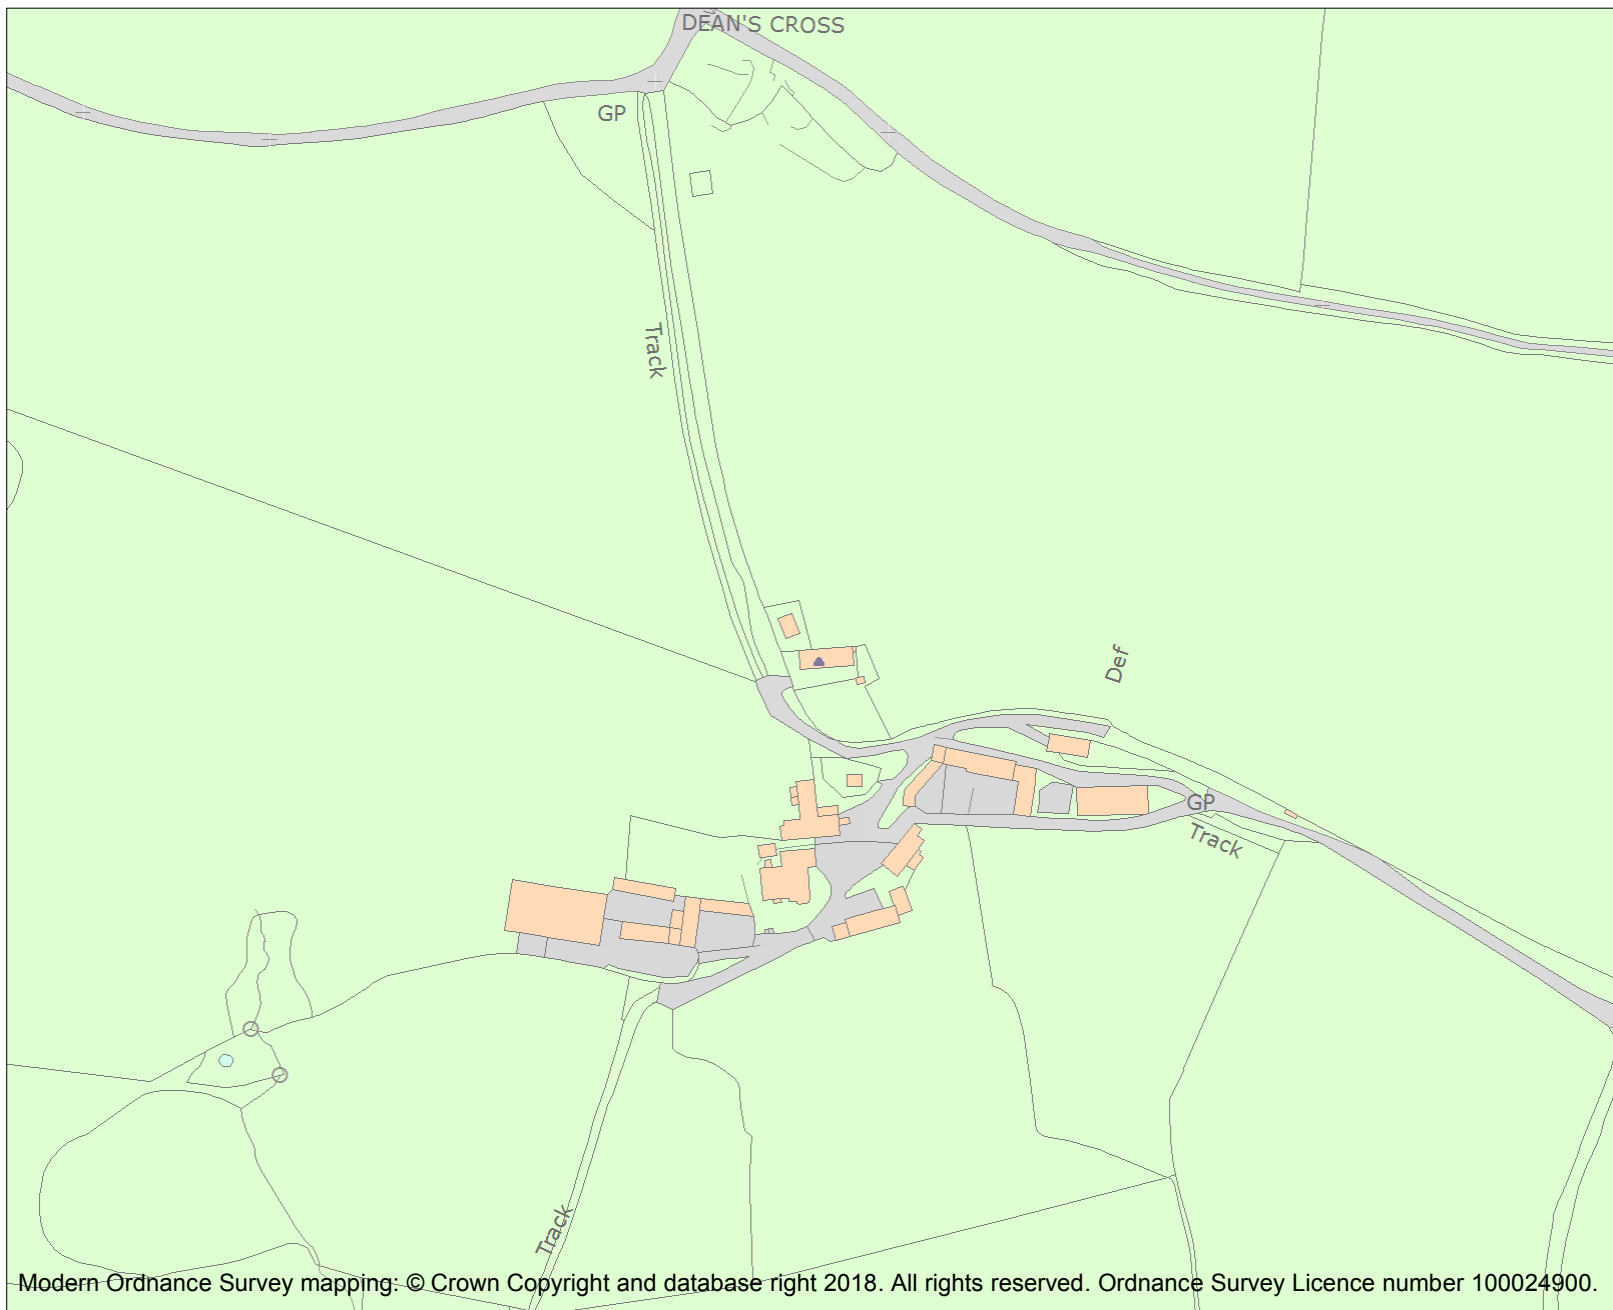 DEAN'S CROSS
GP
Track
Def
GP
Track
Track
Modern Ordnance Survey mapping: © Crown Copyright and database right 2018. All rights reserved. Ordnance Survey Licence number 100024900.